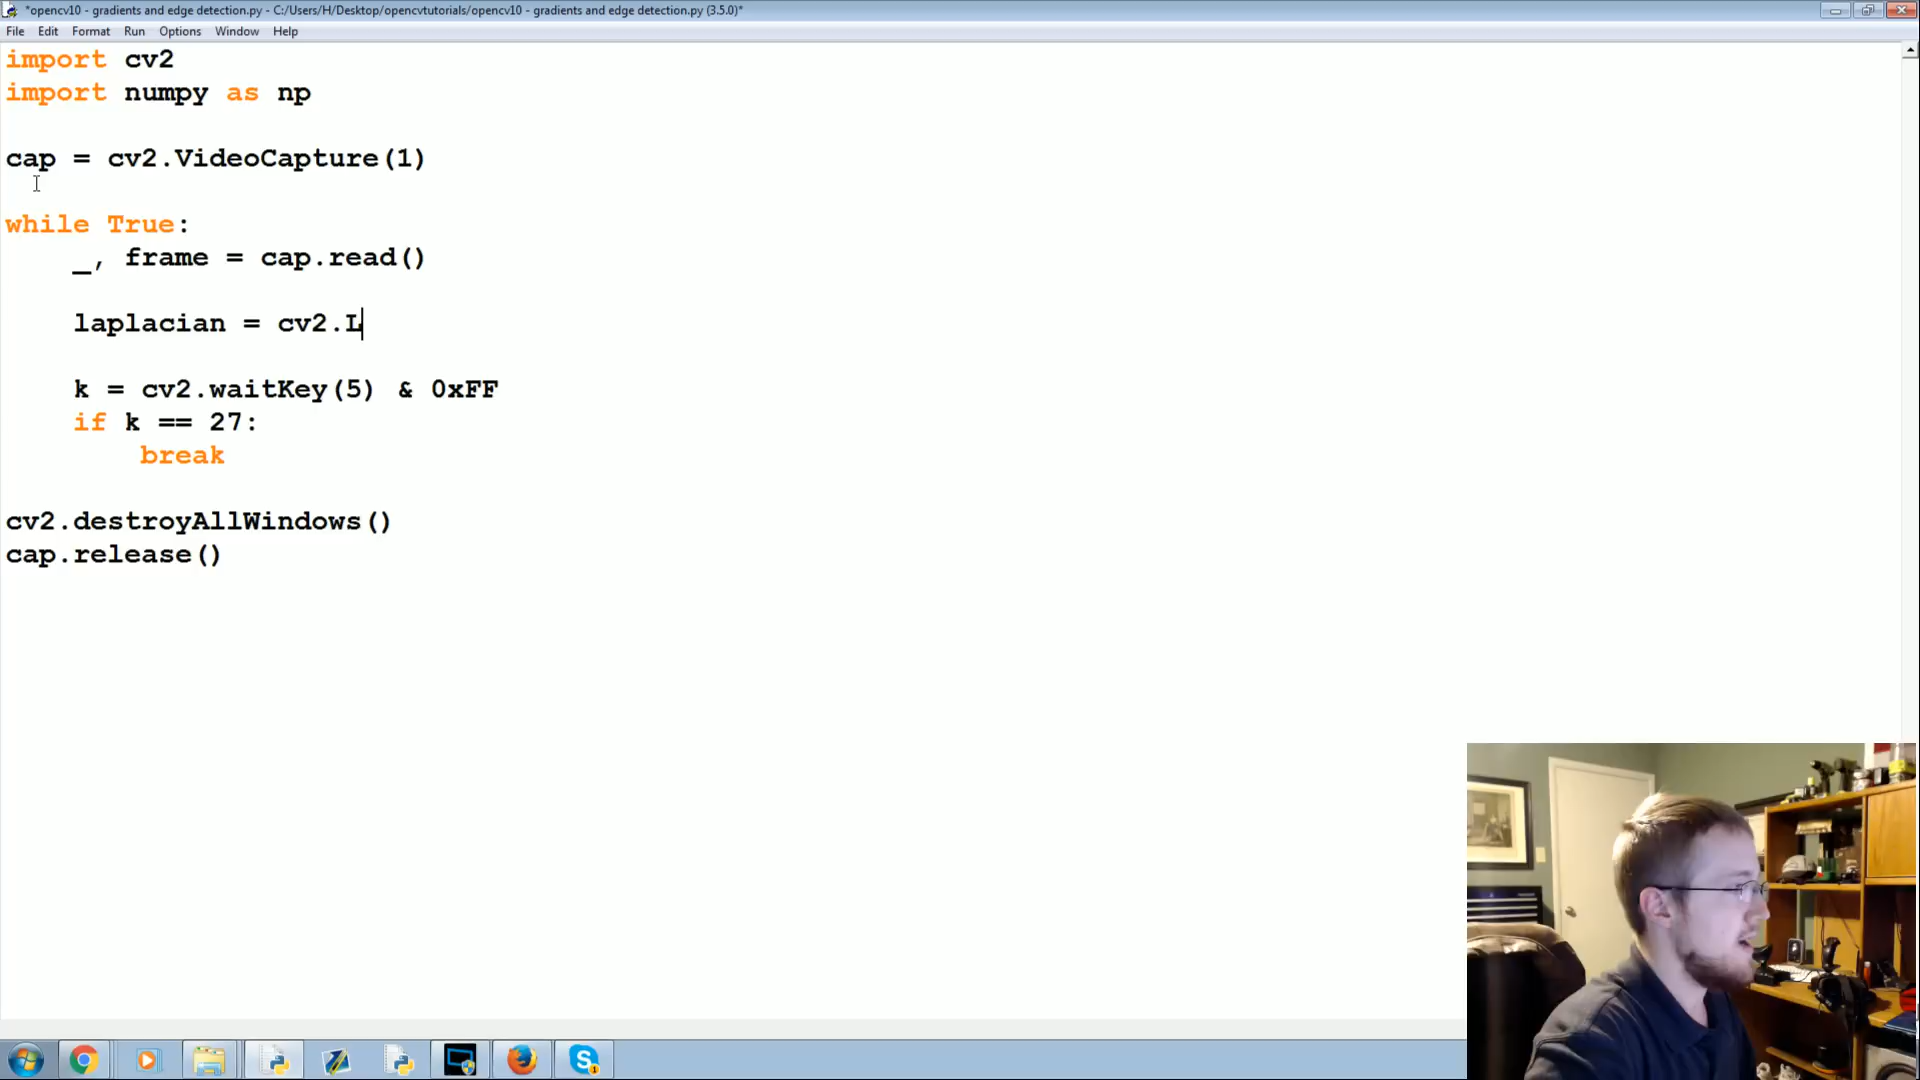 *opencv10 - gradients and edge detection.py - C:/Users/H/Desktop/opencvtutorials/opencv10 - gradients and edge detection.py (3.5.0)*
File Edit Format Run Options Window Help
import cv2
import numpy as np
cap = cv2.VideoCapture(1)
while True:
    _, frame = cap.read()
    laplacian = cv2.L
    k = cv2.waitKey(5) & 0xFF
    if k == 27:
        break
cv2.destroyAllWindows()
cap.release()